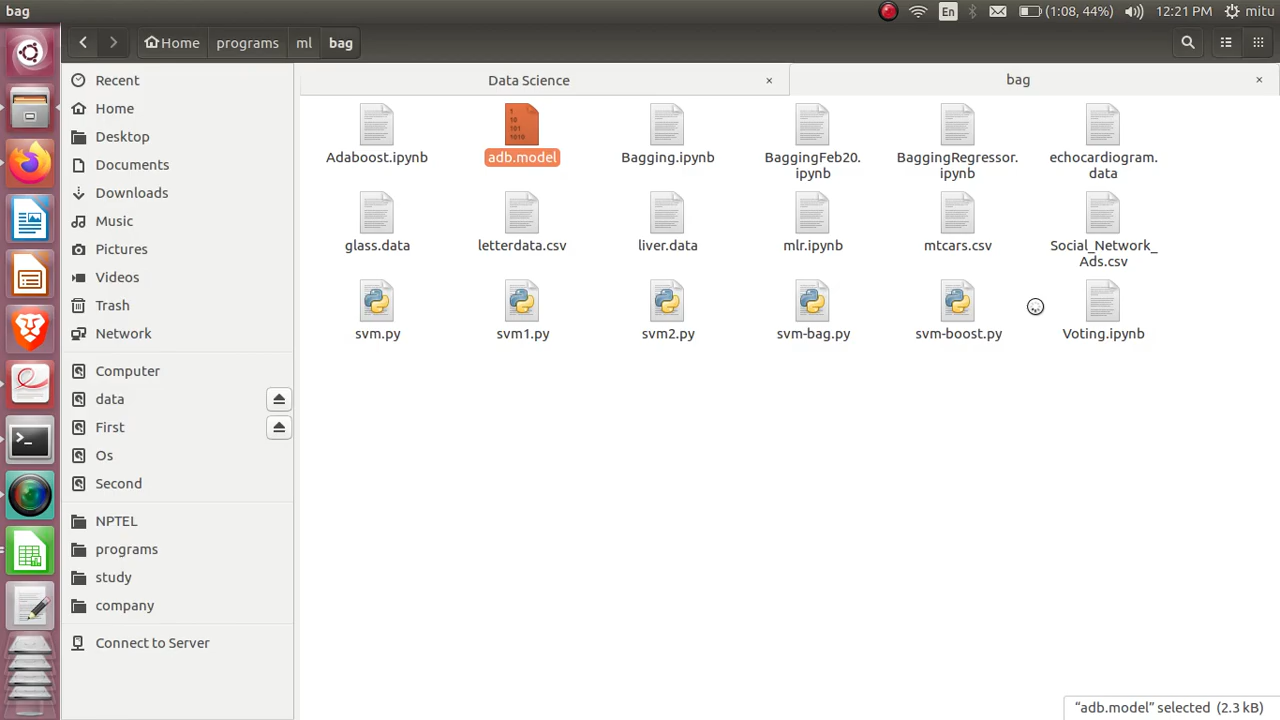 bag
En
(1:08, 44%)
12:21 PM
mitu
Home
programs
ml
bag
Recent
Home
Desktop
Documents
Downloads
Music
Pictures
Videos
Trash
Network
Computer
data
First
Os
Second
NPTEL
programs
study
company
Connect to Server
Data Science
×
bag
×
Adaboost.ipynb
1
10
101
1010
adb.model
Bagging.ipynb
BaggingFeb20.
ipynb
BaggingRegressor.
ipynb
echocardiogram.
data
glass.data
letterdata.csv
liver.data
mlr.ipynb
mtcars.csv
Social_Network_
Ads.csv
svm.py
svm1.py
svm2.py
svm-bag.py
svm-boost.py
Voting.ipynb
"adb.model" selected (2.3 kB)